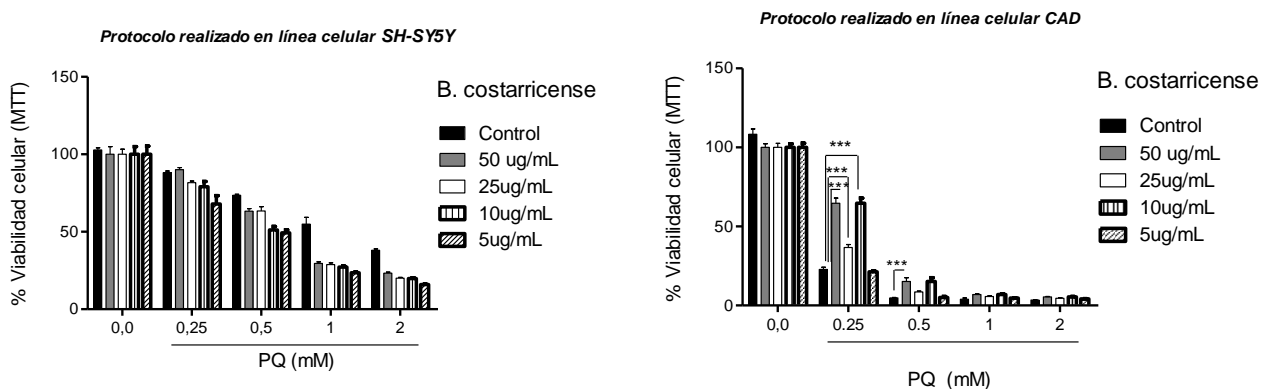 Protocolo realizado en línea celular SH-SY5Y
% Viabilidad celular (MTT)
150
100
50
0
0,0
0,25
0,5
1
2
PQ (mM)
B. costarricense
Control
50 ug/mL
25ug/mL
10ug/mL
5ug/mL
Protocolo realizado en línea celular CAD
% Viabilidad celular (MTT)
150
100
50
0
***
***
***
***
0,0
0.25
0.5
1
2
PQ (mM)
B. costarricense
Control
50 ug/mL
25ug/mL
10ug/mL
5ug/mL